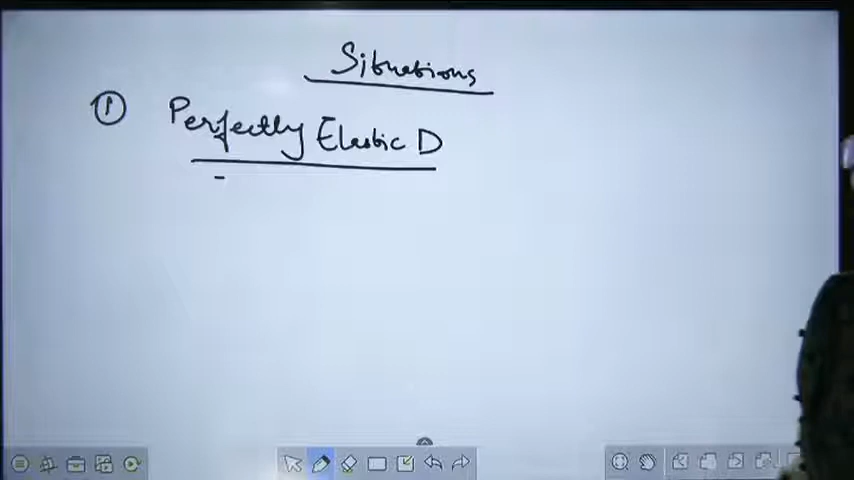 Situations
① Perfectly Elastic D
-